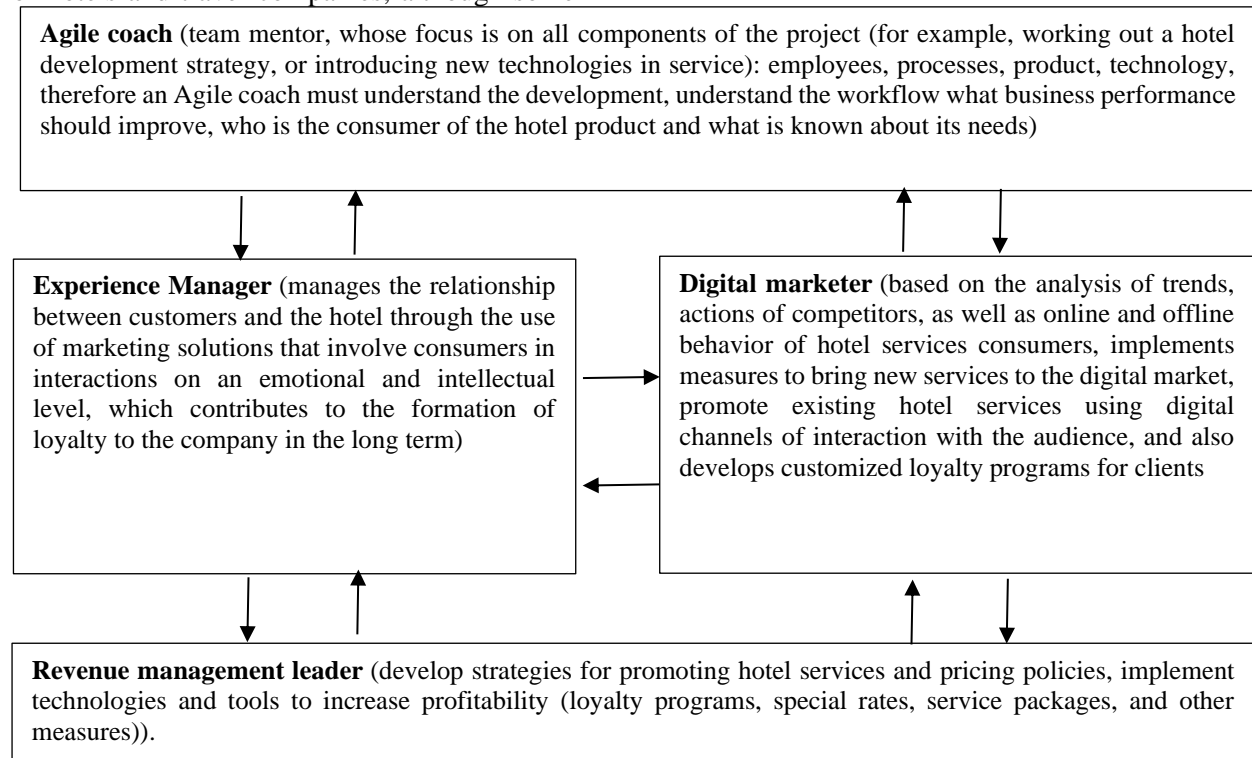 Agile coach (team mentor, whose focus is on all components of the project (for example, working out a hotel
development strategy, or introducing new technologies in service): employees, processes, product, technology,
therefore an Agile coach must understand the development, understand the workflow what business performance
should improve, who is the consumer of the hotel product and what is known about its needs)
Experience Manager (manages the relationship
between customers and the hotel through the use
of marketing solutions that involve consumers in
interactions on an emotional and intellectual
level, which contributes to the formation of
loyalty to the company in the long term)
Digital marketer (based on the analysis of trends,
actions of competitors, as well as online and offline
behavior of hotel services consumers, implements
measures to bring new services to the digital market,
promote existing hotel services using digital
channels of interaction with the audience, and also
develops customized loyalty programs for clients
Revenue management leader (develop strategies for promoting hotel services and pricing policies, implement
technologies and tools to increase profitability (loyalty programs, special rates, service packages, and other
measures)).